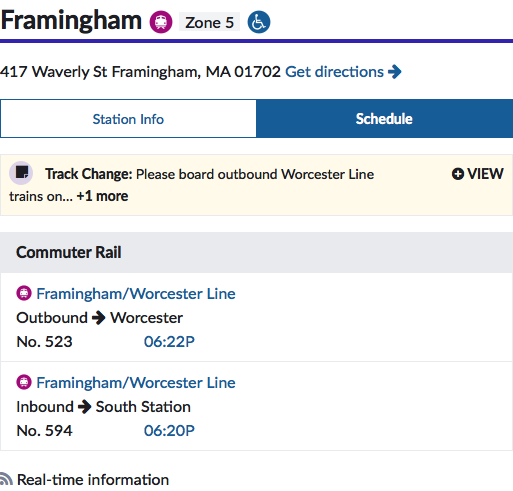 Framingham Zone 5
417 Waverly St Framingham, MA 01702 Get directions
Station Info Schedule
Track Change: Please board outbound Worcester Line VIEW
trains on... +1 more
Commuter Rail
Framingham/Worcester Line
Outbound Worcester
No. 523 06:22P
Framingham/Worcester Line
Inbound South Station
No. 594 06:20P
Real-time information